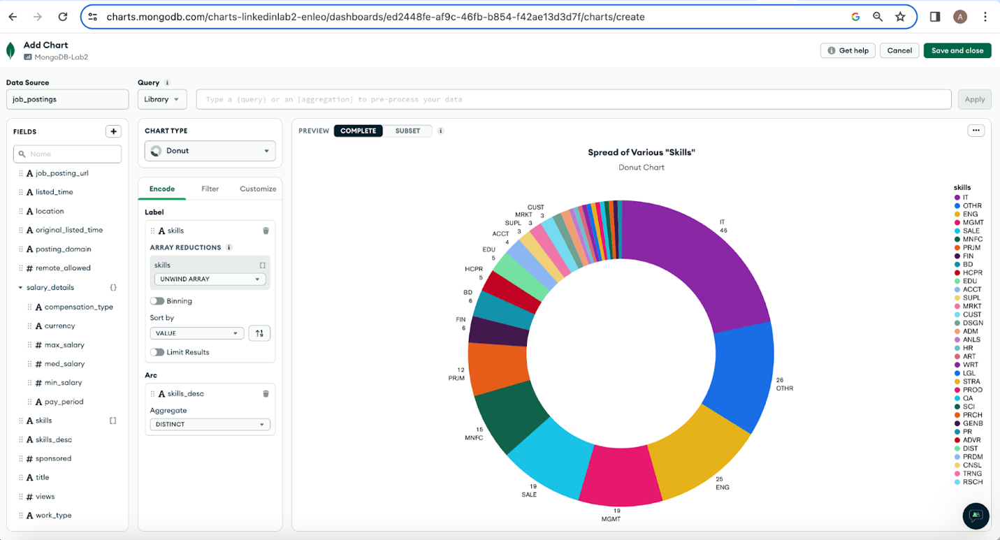 charts.mongodb.com/charts-linkedinlab2-enleo/dashboards/ed2448fe-af9c-46fb-b854-f42ae13d3d7f/charts/create
A
Add Chart
MongoDB-Lab2
Get help
Cancel
Save and close
Data Source
job_postings
Query
Library
Type a {query} or an [aggregation] to pre-process your data
Apply
FIELDS
+
Name
A job_posting_url
A listed_time
A location
A original_listed_time
A posting_domain
# remote_allowed
salary_details {}
A compensation_type
A currency
# max_salary
# med_salary
# min_salary
A pay_period
A skills []
A skills_desc
# sponsored
A title
# views
A work_type
CHART TYPE
Donut
Encode Filter Customize
Label
A skills
ARRAY REDUCTIONS
skills []
UNWIND ARRAY
Binning
Sort by
VALUE
Limit Results
Arc
A skills_desc
Aggregate
DISTINCT
PREVIEW COMPLETE SUBSET
Spread of Various "Skills"
Donut Chart
IT
46
26
OTHR
25
ENG
19
MGMT
19
SALE
15
MNFC
12
PRJM
FIN
6
BD
6
HCPR
5
EDU
5
ACCT
4
SUPL
3
MRKT
3
CUST
3
skills
IT
OTHR
ENG
MGMT
SALE
MNFC
PRJM
FIN
BD
HCPR
EDU
ACCT
SUPL
MRKT
CUST
DSGN
ADM
ANLS
HR
ART
WRT
LGL
STRA
PROD
QA
SCI
PRCH
GENB
PR
ADVR
DIST
PRDM
CNSL
TRNG
RSCH